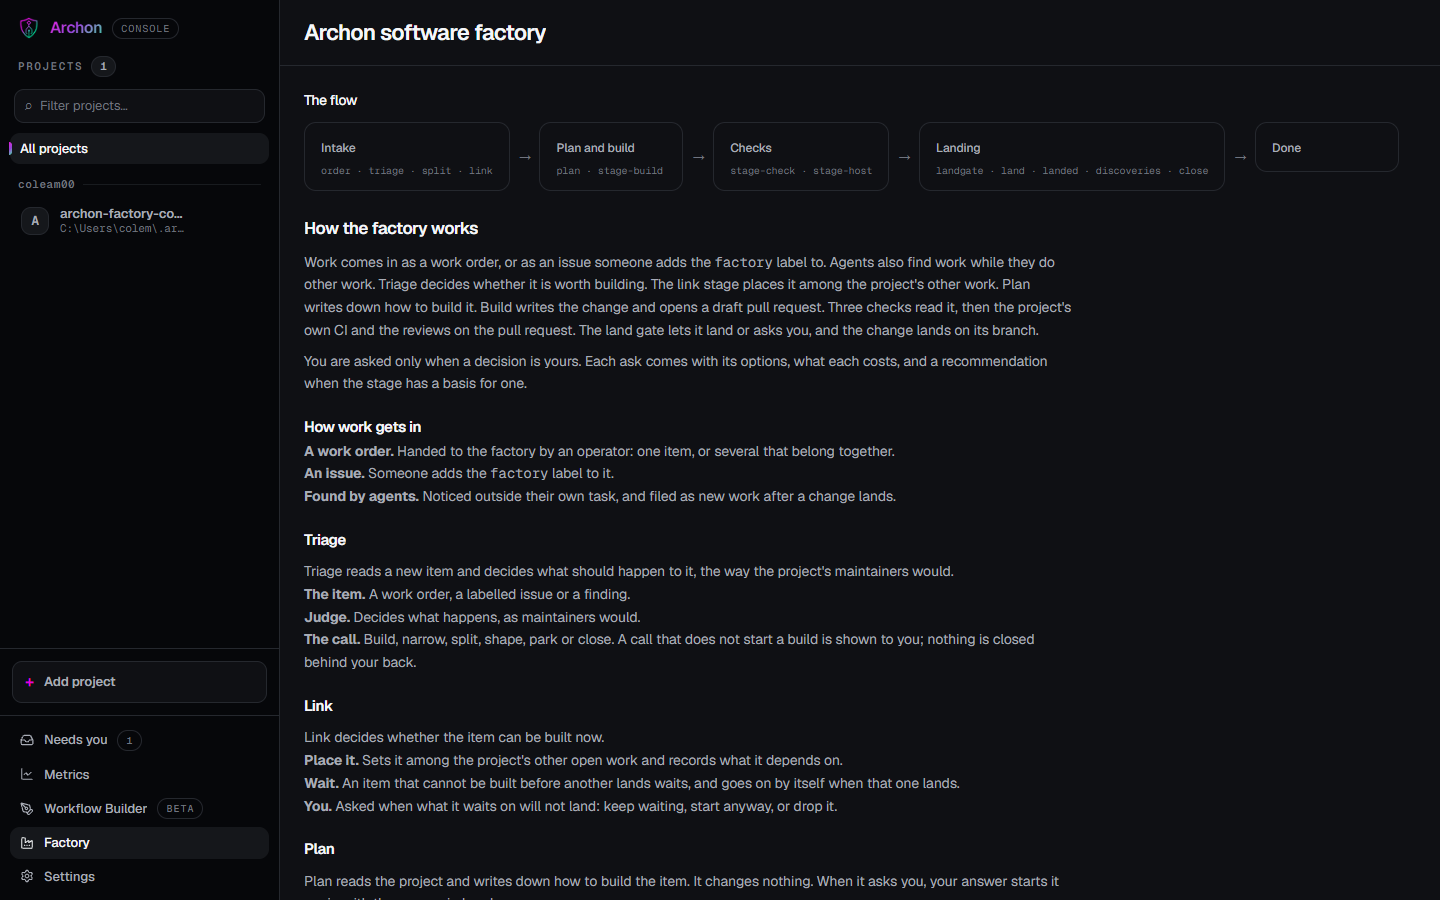 Archon CONSOLE
PROJECTS 1
Filter projects...
All projects
coleam00
A archon-factory-co...
C:\Users\colem\.ar...
+ Add project
Needs you 1
Metrics
Workflow Builder BETA
Factory
Settings
Archon software factory
The flow
Intake
order · triage · split · link
→
Plan and build
plan · stage-build
→
Checks
stage-check · stage-host
→
Landing
landgate · land · landed · discoveries · close
→
Done
How the factory works
Work comes in as a work order, or as an issue someone adds the factory label to. Agents also find work while they do
other work. Triage decides whether it is worth building. The link stage places it among the project's other work. Plan
writes down how to build it. Build writes the change and opens a draft pull request. Three checks read it, then the project's
own CI and the reviews on the pull request. The land gate lets it land or asks you, and the change lands on its branch.
You are asked only when a decision is yours. Each ask comes with its options, what each costs, and a recommendation
when the stage has a basis for one.
How work gets in
A work order. Handed to the factory by an operator: one item, or several that belong together.
An issue. Someone adds the factory label to it.
Found by agents. Noticed outside their own task, and filed as new work after a change lands.
Triage
Triage reads a new item and decides what should happen to it, the way the project's maintainers would.
The item. A work order, a labelled issue or a finding.
Judge. Decides what happens, as maintainers would.
The call. Build, narrow, split, shape, park or close. A call that does not start a build is shown to you; nothing is closed
behind your back.
Link
Link decides whether the item can be built now.
Place it. Sets it among the project's other open work and records what it depends on.
Wait. An item that cannot be built before another lands waits, and goes on by itself when that one lands.
You. Asked when what it waits on will not land: keep waiting, start anyway, or drop it.
Plan
Plan reads the project and writes down how to build the item. It changes nothing. When it asks you, your answer starts it